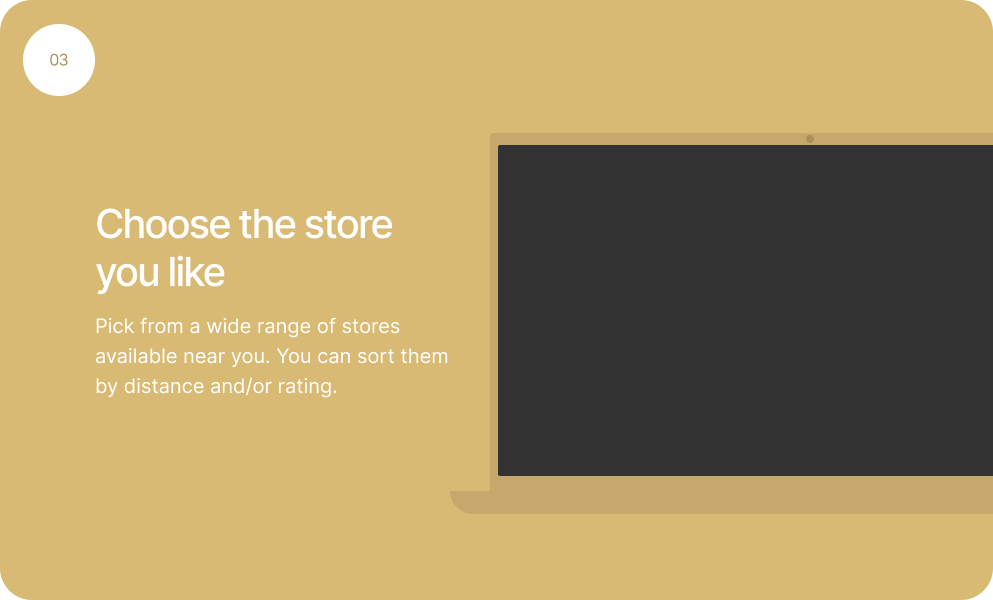 03
Choose the store
you like
Pick from a wide range of stores
available near you. You can sort them
by distance and/or rating.